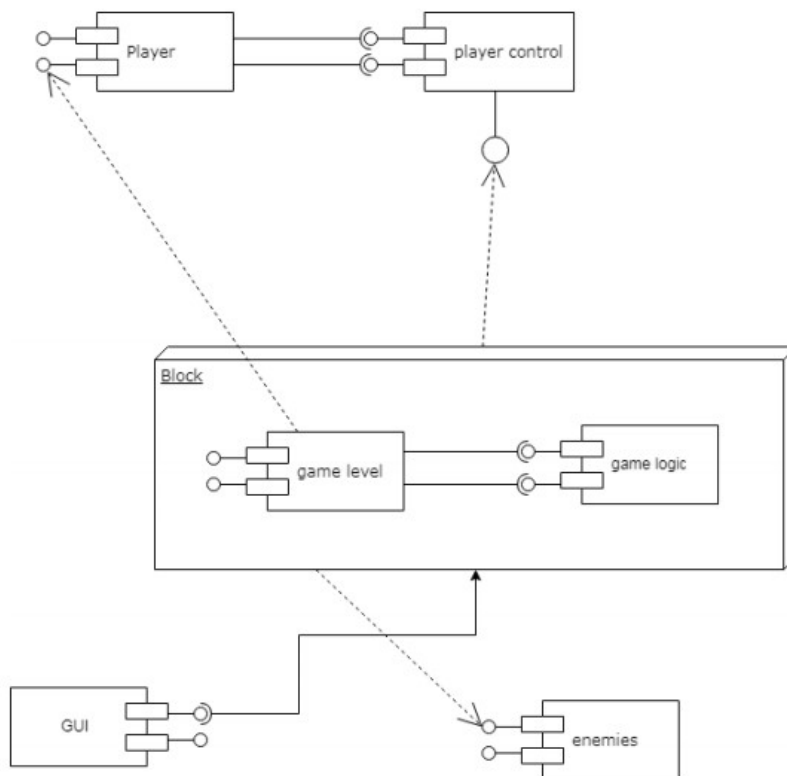 Player
player control
Block
game level
game logic
GUI
enemies